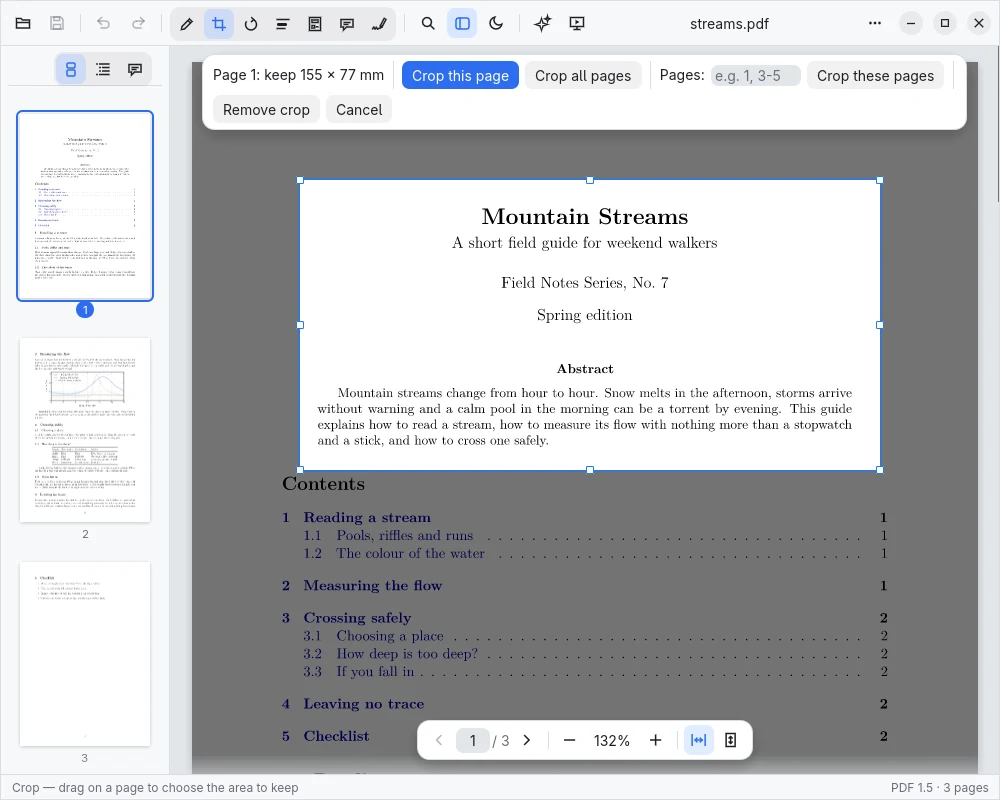 streams.pdf
Page 1: keep 155 × 77 mm
Crop this page
Crop all pages
Pages:
e.g. 1, 3-5
Crop these pages
Remove crop
Cancel
Mountain Streams
A short field guide for weekend walkers
Field Notes Series, No. 7
Spring edition
Abstract
Mountain streams change from hour to hour. Snow melts in the afternoon, storms arrive
without warning and a calm pool in the morning can be a torrent by evening. This guide
explains how to read a stream, how to measure its flow with nothing more than a stopwatch
and a stick, and how to cross one safely.
Contents
1 Reading a stream 1
1.1 Pools, riffles and runs . . . . . . . . . . . . . . . . . . . . . . . . . . . . . 1
1.2 The colour of the water . . . . . . . . . . . . . . . . . . . . . . . . . . . . 1
2 Measuring the flow 1
3 Crossing safely 2
3.1 Choosing a place . . . . . . . . . . . . . . . . . . . . . . . . . . . . . . . 2
3.2 How deep is too deep? . . . . . . . . . . . . . . . . . . . . . . . . . . . . 2
3.3 If you fall in . . . . . . . . . . . . . . . . . . . . . . . . . . . . . . . . . 2
4 Leaving no trace 2
5 Checklist 2
1
2
3
1 / 3
132%
Crop — drag on a page to choose the area to keep
PDF 1.5 · 3 pages